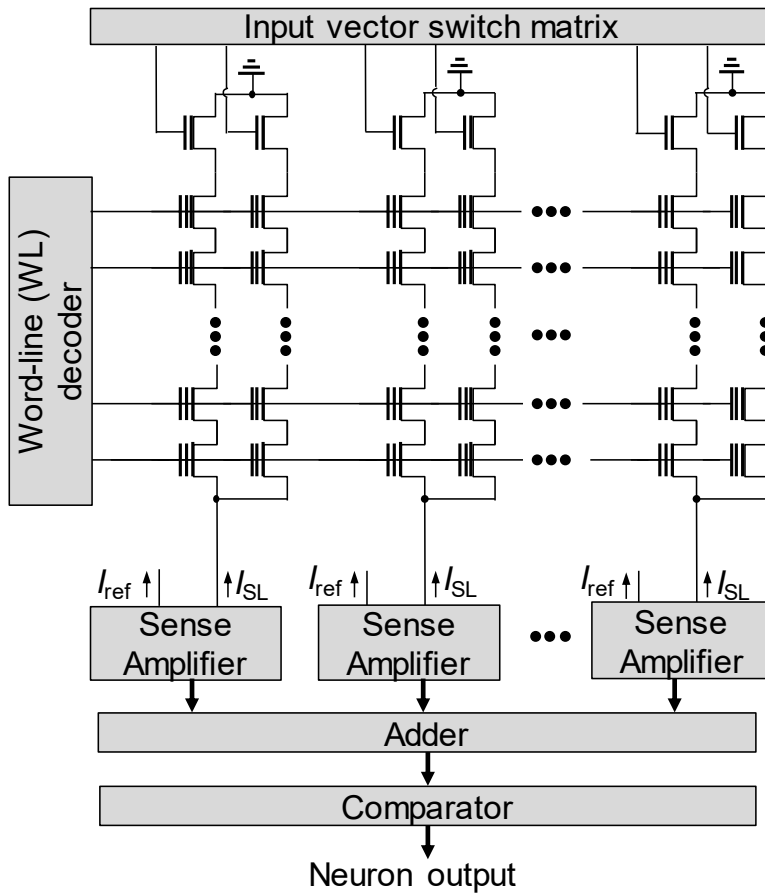 Input vector switch matrix
Word-line (WL)
decoder
Iref
ISL
Iref
ISL
Iref
ISL
Sense
Amplifier
Sense
Amplifier
Sense
Amplifier
Adder
Comparator
Neuron output